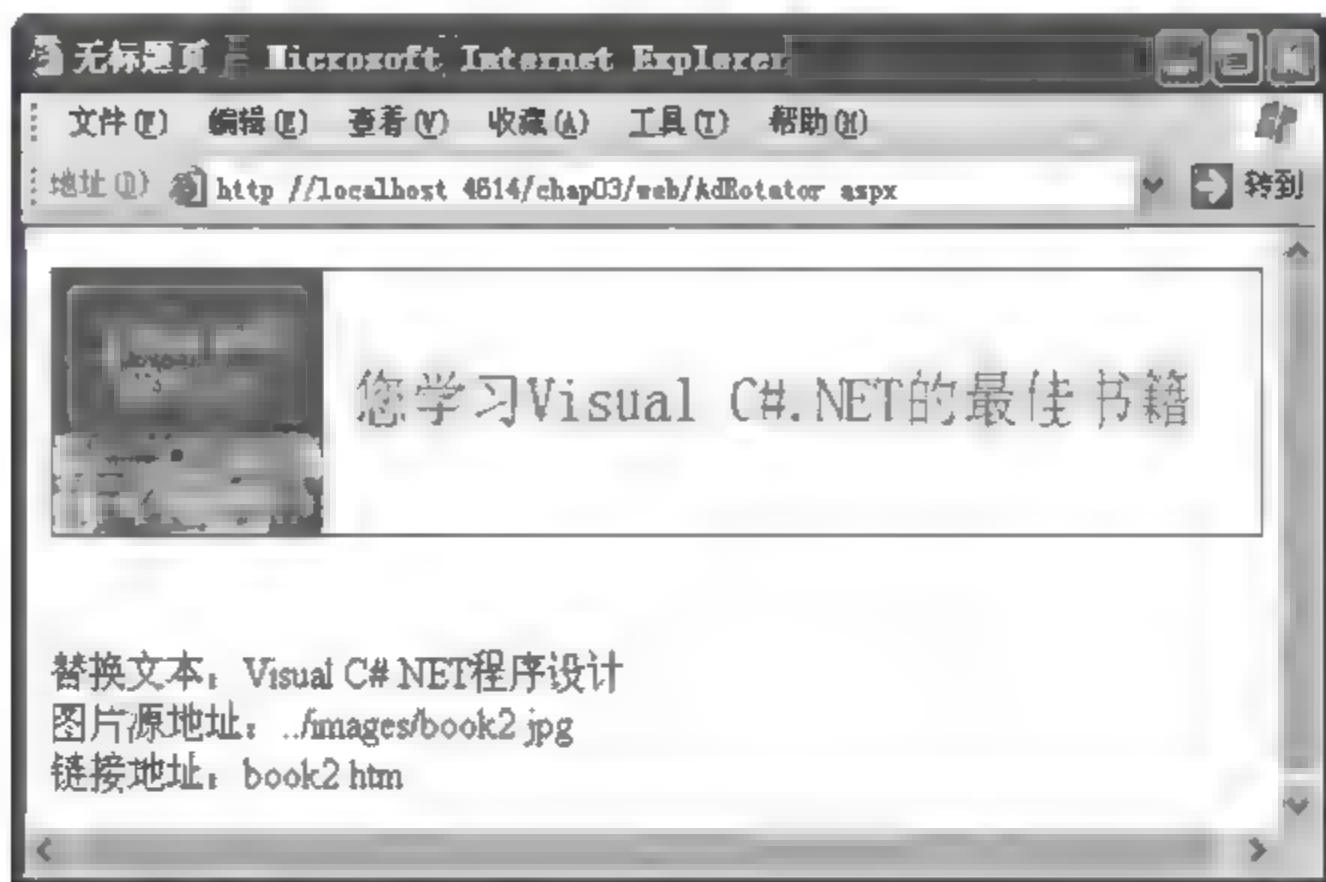 无标题页 - Microsoft Internet Explorer
文件(F) 编辑(E) 查看(V) 收藏(A) 工具(T) 帮助(H)
地址(D) http://localhost:4614/chap03/web/AdRotator.aspx 转到
您学习Visual C#.NET的最佳书籍
替换文本：Visual C#.NET程序设计
图片源地址：../images/book2.jpg
链接地址：book2.htm